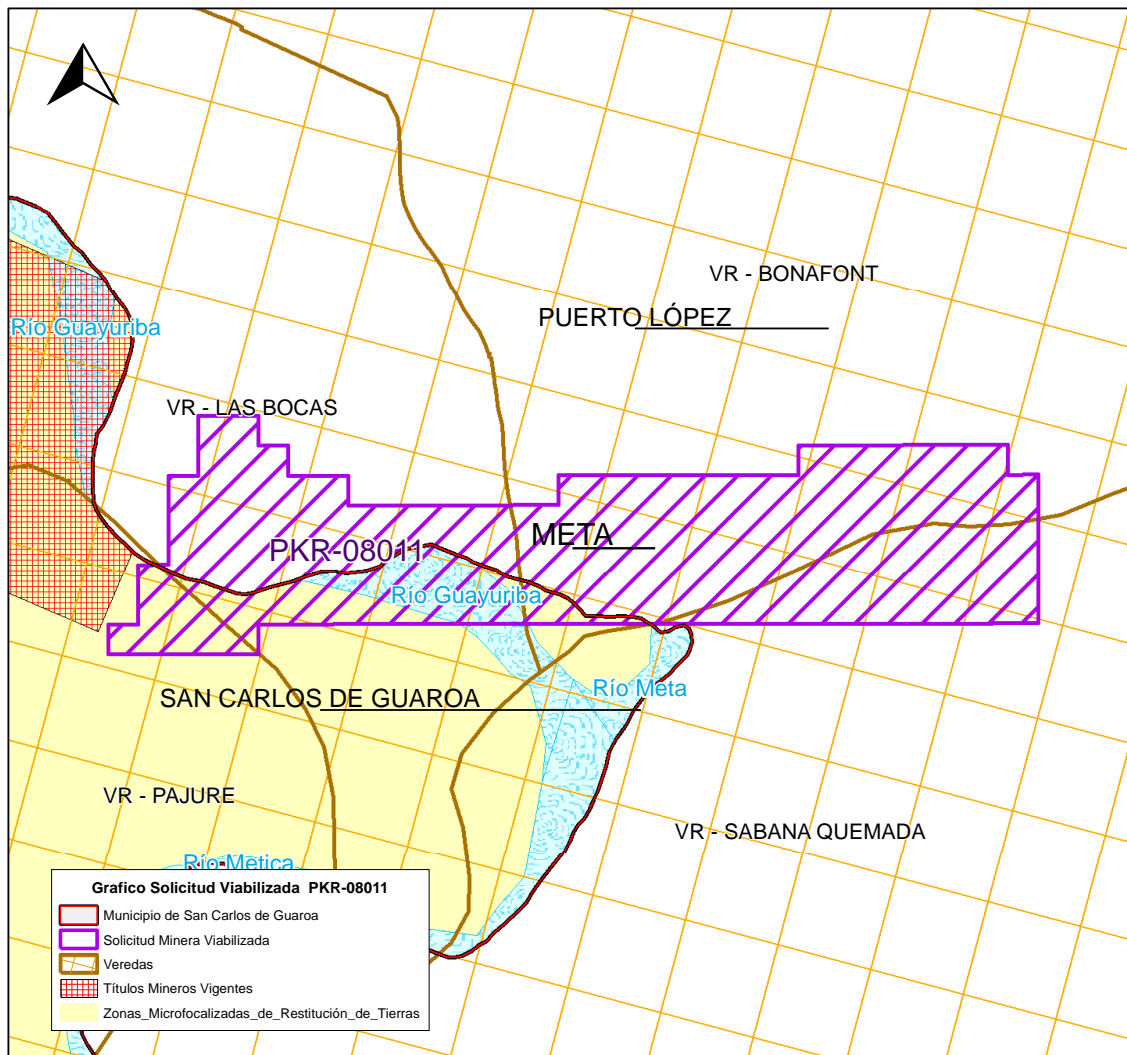 VR - BONAFONT
PUERTO LÓPEZ
Río Guayuriba
VR - LAS BOCAS
META
PKR-08011
Río Guayuriba
Río Meta
SAN CARLOS DE GUAROA
VR - PAJURE
VR - SABANA QUEMADA
Río Metica
Grafico Solicitud Viabilizada PKR-08011
Municipio de San Carlos de Guaroa
Solicitud Minera Viabilizada
Veredas
Títulos Mineros Vigentes
Zonas_Microfocalizadas_de_Restitución_de_Tierras